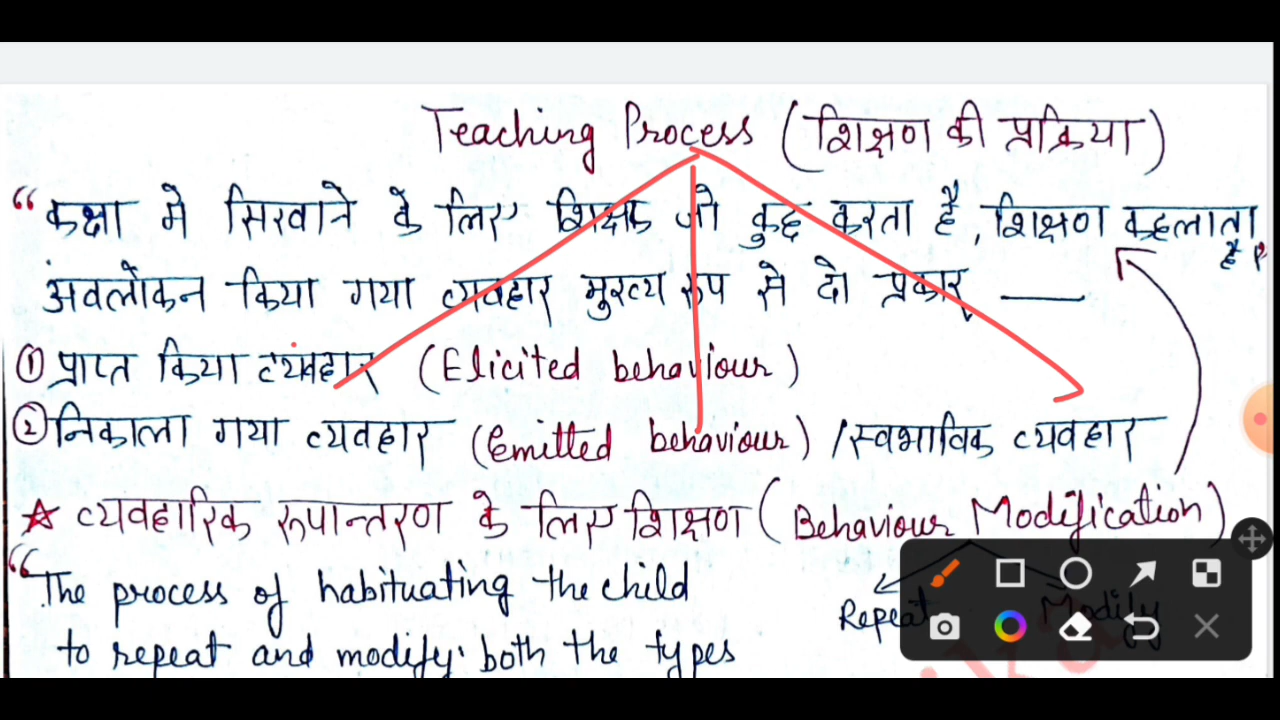 Teaching Process (शिक्षण की प्रक्रिया)
“ कक्षा में सिखाने के लिए शिक्षक जो कुछ करता है, शिक्षण कहलाता है।
अवलोकन किया गया व्यवहार मुख्य रूप से दो प्रकार —
① प्राप्त किया व्यवहार (Elicited behaviour)
② निकाला गया व्यवहार (Emitted behaviour) / स्वभाविक व्यवहार
☆ व्यवहारिक रूपान्तरण के लिए शिक्षण (Behaviour Modification)
“The process of habituating the child
Repeat Modify
to repeat and modify both the types